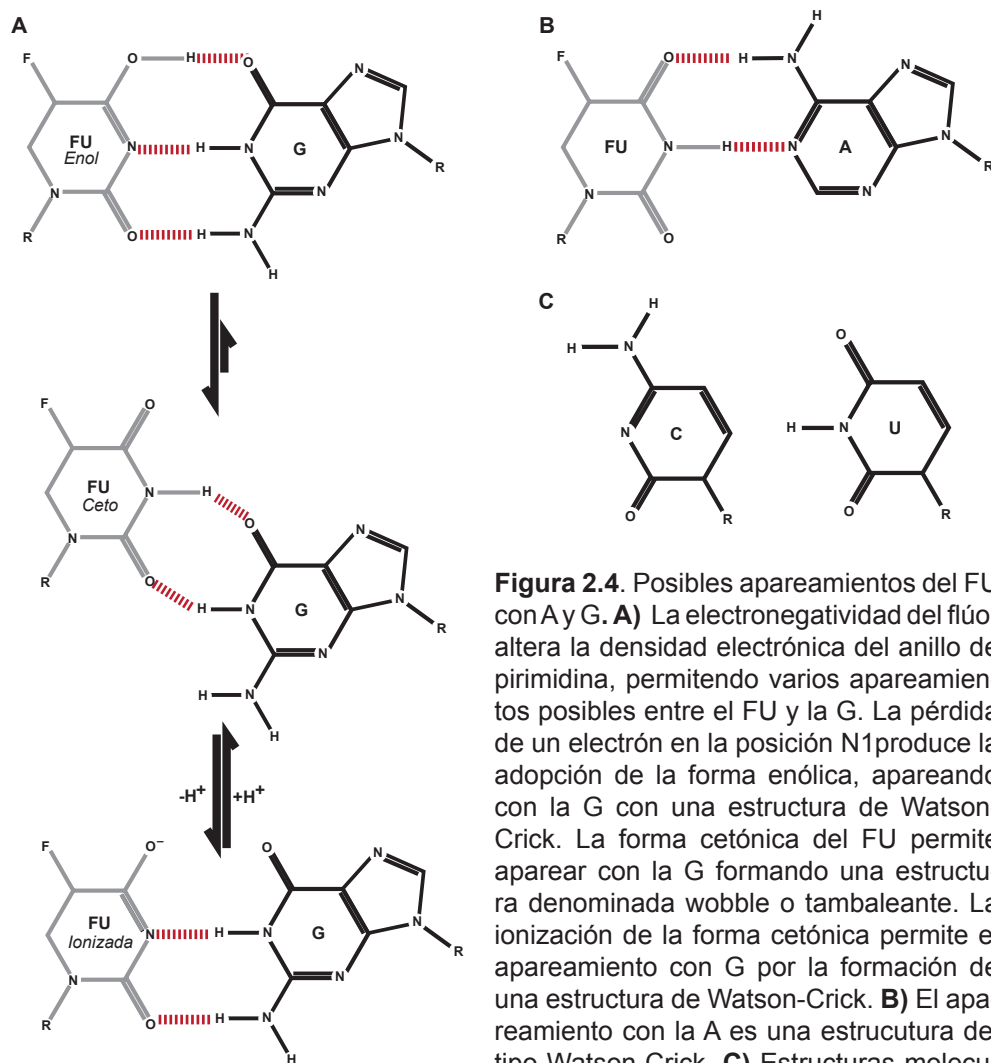 A
O H O
F
N
FU
Enol
N H N G
N
N
R
N
R
O H N
H
F O
FU
Ceto
N H
O
N
N
R
O
H N G
N
N
R
H N
H
-H+ +H+
F O− O
N
FU
Ionizada
N H N G
N
R
N
N
R
O H N
H
B
H
F O H N
N
FU
N H N A
N
R
N
N
R
O
C
H
H N
N C
O
R
O
H N U
O
R
Figura 2.4. Posibles apareamientos del FU
con A y G. A) La electronegatividad del flúo
altera la densidad electrónica del anillo de
pirimidina, permitendo varios apareamien
tos posibles entre el FU y la G. La pérdida
de un electrón en la posición N1produce la
adopción de la forma enólica, apareando
con la G con una estructura de Watson
Crick. La forma cetónica del FU permite
aparear con la G formando una estructu
ra denominada wobble o tambaleante. La
ionización de la forma cetónica permite e
apareamiento con G por la formación de
una estructura de Watson-Crick. B) El apa
reamiento con la A es una estrucutura de
tipo Watson-Crick. C) Estructuras molecu